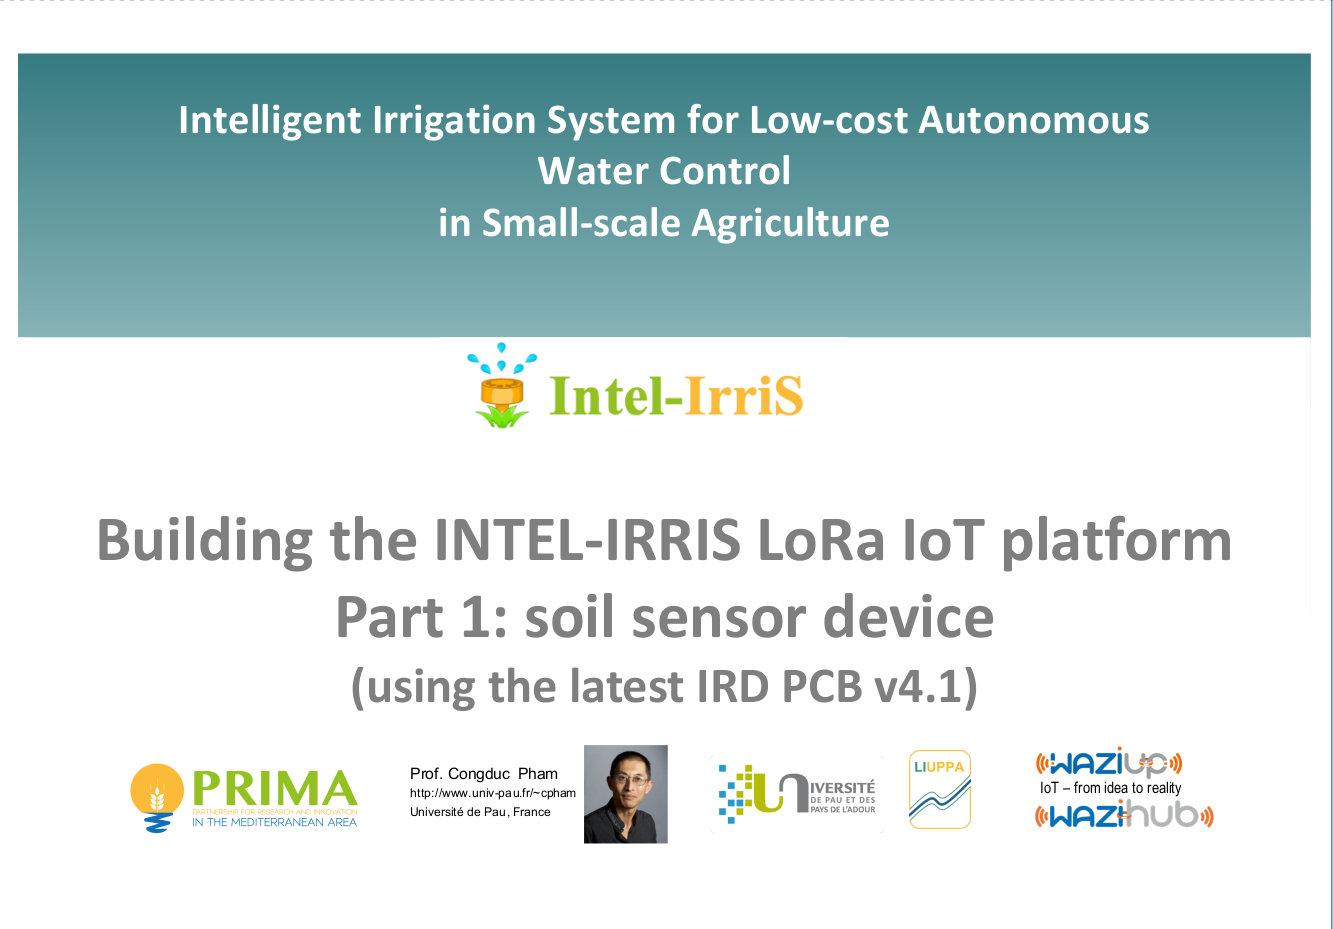 Intelligent Irrigation System for Low-cost Autonomous
Water Control
in Small-scale Agriculture
Intel-IrriS
Building the INTEL-IRRIS LoRa IoT platform
Part 1: soil sensor device
(using the latest IRD PCB v4.1)
PRIMA
PARTNERSHIP FOR RESEARCH AND INNOVATION
IN THE MEDITERRANEAN AREA
Prof. Congduc Pham
http://www.univ-pau.fr/~cpham
Université de Pau, France
UNIVERSITÉ
DE PAU ET DES
PAYS DE L'ADOUR
LIUPPA
WAZIUP
IoT – from idea to reality
WAZIhub